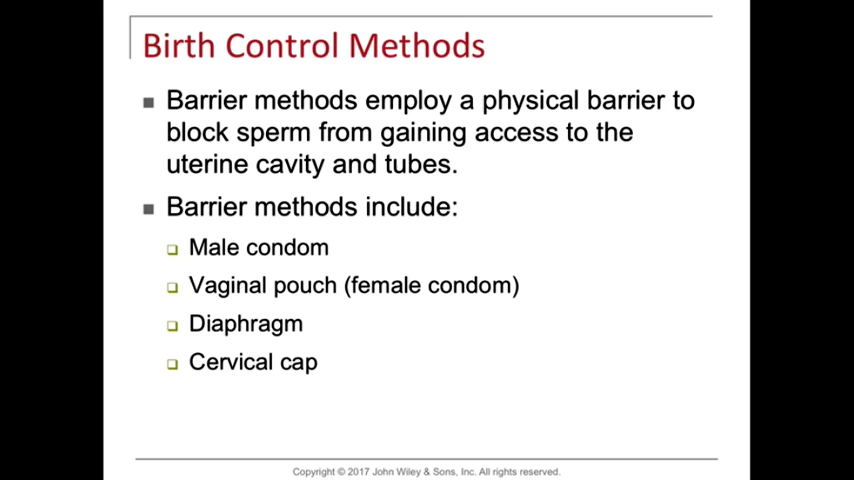 Birth Control Methods
Barrier methods employ a physical barrier to
block sperm from gaining access to the
uterine cavity and tubes.
Barrier methods include:
Male condom
Vaginal pouch (female condom)
Diaphragm
Cervical cap
Copyright © 2017 John Wiley & Sons, Inc. All rights reserved.